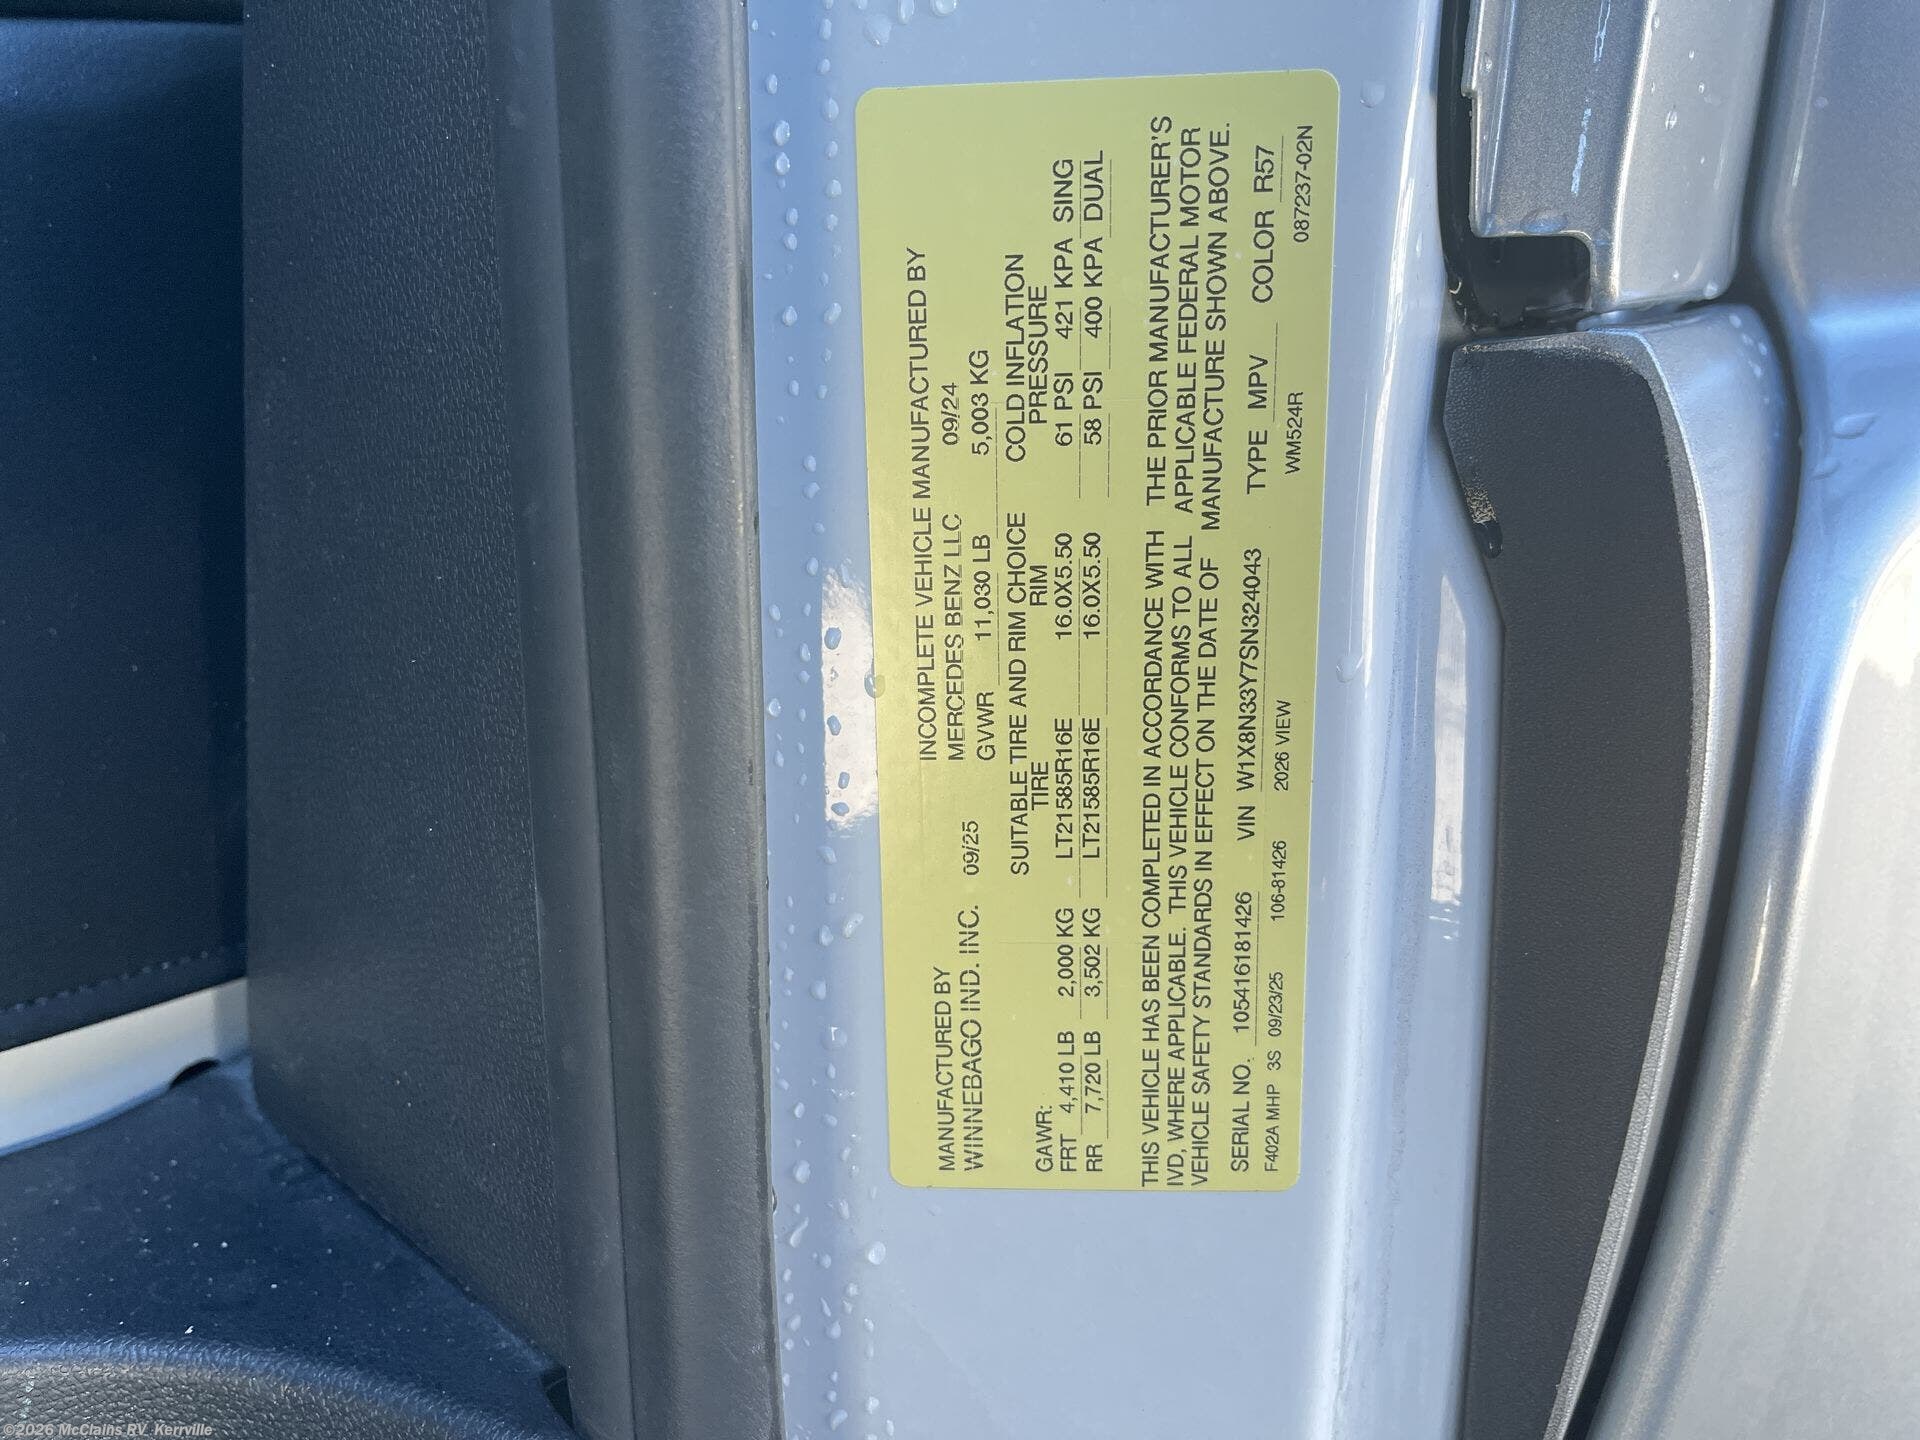 MANUFACTURED BY INCOMPLETE VEHICLE MANUFACTURED BY
WINNEBAGO IND. INC. 09/25 MERCEDES BENZ LLC 09/24
GVWR 11,030 LB 5,003 KG
SUITABLE TIRE AND RIM CHOICE COLD INFLATION
GAWR: TIRE RIM PRESSURE
FRT 4,410 LB 2,000 KG LT21585R16E 16.0X5.50 61 PSI 421 KPA SING
RR 7,720 LB 3,502 KG LT21585R16E 16.0X5.50 58 PSI 400 KPA DUAL
THIS VEHICLE HAS BEEN COMPLETED IN ACCORDANCE WITH THE PRIOR MANUFACTURER'S
IVD, WHERE APPLICABLE. THIS VEHICLE CONFORMS TO ALL APPLICABLE FEDERAL MOTOR
VEHICLE SAFETY STANDARDS IN EFFECT ON THE DATE OF MANUFACTURE SHOWN ABOVE.
SERIAL NO. 105416181426 VIN W1X8N33Y7SN324043 TYPE MPV COLOR R57
F402A MHP 3S 09/23/25 106-81426 2026 VIEW WM524R 087237-02N
©2026 McClains RV Kerrville